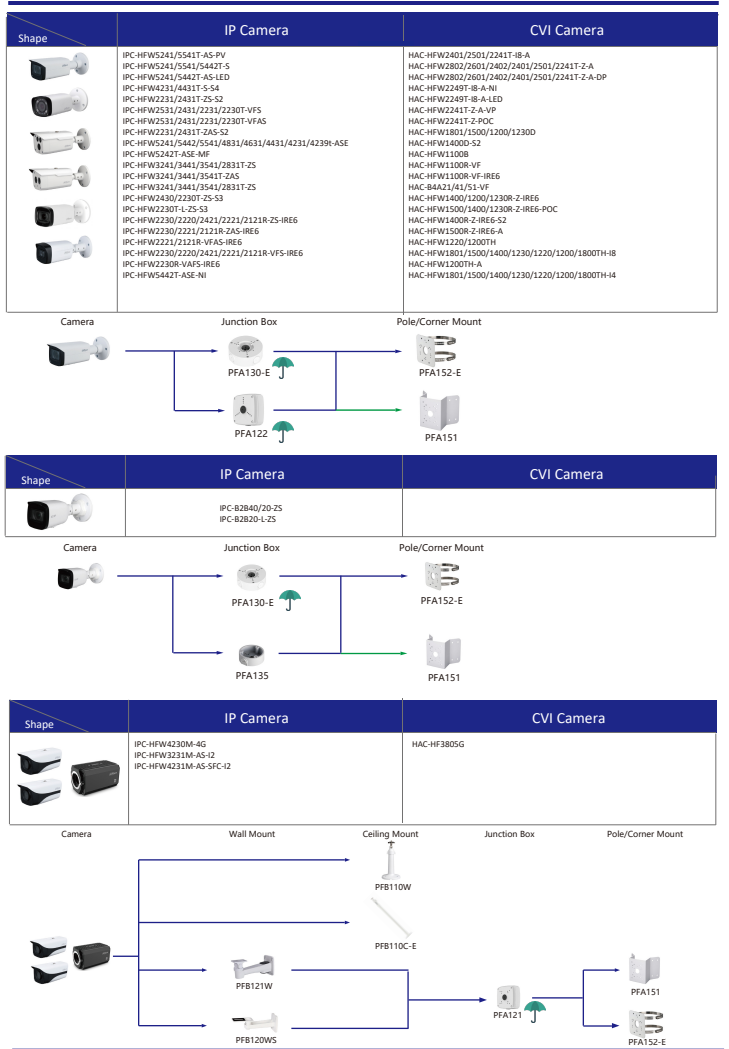 Shape
IP Camera
CVI Camera
IPC-HFW5241/5541T-AS-PV
IPC-HFW5241/5541/5442T-S
IPC-HFW5241/5442T-AS-LED
IPC-HFW4231/4431T-S-S4
IPC-HFW2231/2431T-ZS-S2
IPC-HFW2531/2431/2231/2230T-VFS
IPC-HFW2531/2431/2231/2230T-VFAS
IPC-HFW2231/2431T-ZAS-S2
IPC-HFW5241/5442/5541/4831/4631/4431/4231/4239t-ASE
IPC-HFW5242T-ASE-MF
IPC-HFW3241/3441/3541/2831T-ZS
IPC-HFW3241/3441/3541T-ZAS
IPC-HFW3241/3441/3541/2831T-ZS
IPC-HFW2430/2230T-ZS-S3
IPC-HFW2230T-L-ZS-S3
IPC-HFW2230/2220/2421/2221/2121R-ZS-IRE6
IPC-HFW2230/2221/2121R-ZAS-IRE6
IPC-HFW2221/2121R-VFAS-IRE6
IPC-HFW2230/2220/2421/2221/2121R-VFS-IRE6
IPC-HFW2230R-VAFS-IRE6
IPC-HFW5442T-ASE-NI
HAC-HFW2401/2501/2241T-I8-A
HAC-HFW2802/2601/2402/2401/2501/2241T-Z-A
HAC-HFW2802/2601/2402/2401/2501/2241T-Z-A-DP
HAC-HFW2249T-I8-A-NI
HAC-HFW2249T-I8-A-LED
HAC-HFW2241T-Z-A-VP
HAC-HFW2241T-Z-POC
HAC-HFW1801/1500/1200/1230D
HAC-HFW1400D-S2
HAC-HFW1100B
HAC-HFW1100R-VF
HAC-HFW1100R-VF-IRE6
HAC-B4A21/41/51-VF
HAC-HFW1400/1200/1230R-Z-IRE6
HAC-HFW1500/1400/1230R-Z-IRE6-POC
HAC-HFW1400R-Z-IRE6-S2
HAC-HFW1500R-Z-IRE6-A
HAC-HFW1220/1200TH
HAC-HFW1801/1500/1400/1230/1220/1200/1800TH-I8
HAC-HFW1200TH-A
HAC-HFW1801/1500/1400/1230/1220/1200/1800TH-I4
Camera
Junction Box
Pole/Corner Mount
PFA130-E
PFA152-E
PFA122
PFA151
Shape
IP Camera
CVI Camera
IPC-B2B40/20-ZS
IPC-B2B20-L-ZS
Camera
Junction Box
Pole/Corner Mount
PFA130-E
PFA152-E
PFA135
PFA151
Shape
IP Camera
CVI Camera
IPC-HFW4230M-4G
IPC-HFW3231M-AS-I2
IPC-HFW4231M-AS-SFC-I2
HAC-HF3805G
Camera
Wall Mount
Ceiling Mount
Junction Box
Pole/Corner Mount
PFB110W
PFB110C-E
PFB121W
PFA151
PFA121
PFB120WS
PFA152-E